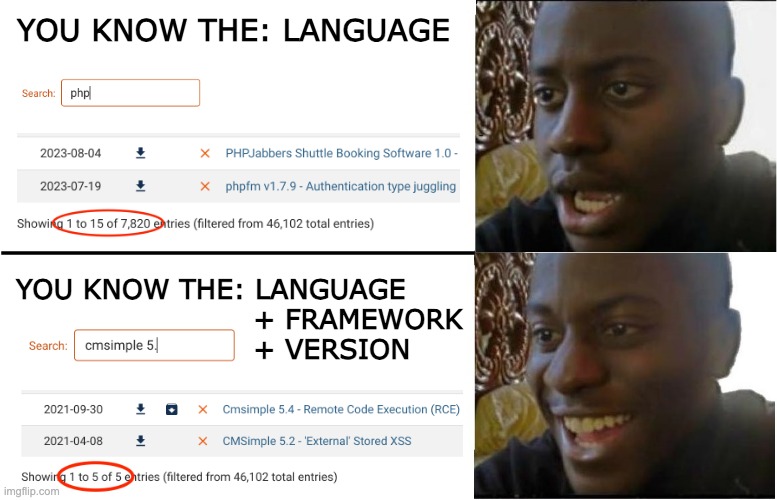 YOU KNOW THE: LANGUAGE
Search: php
2023-08-04 PHPJabbers Shuttle Booking Software 1.0 -
2023-07-19 phpfm v1.7.9 - Authentication type juggling
Showing 1 to 15 of 7,820 entries (filtered from 46,102 total entries)
YOU KNOW THE: LANGUAGE
+ FRAMEWORK
+ VERSION
Search: cmsimple 5.
2021-09-30 Cmsimple 5.4 - Remote Code Execution (RCE)
2021-04-08 CMSimple 5.2 - 'External' Stored XSS
Showing 1 to 5 of 5 entries (filtered from 46,102 total entries)
imgflip.com